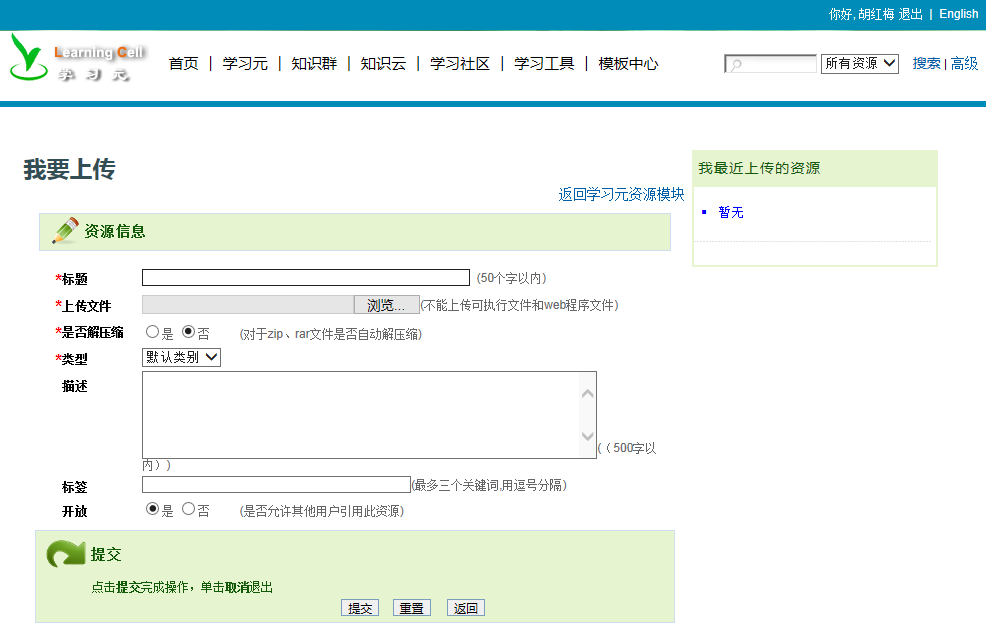 你好,胡红梅 退出 | English
Learning Cell
学习元
首页 | 学习元 | 知识群 | 知识云 | 学习社区 | 学习工具 | 模板中心
所有资源 搜索 | 高级
我要上传
返回学习元资源模块
资源信息
*标题 (50个字以内)
*上传文件 浏览... (不能上传可执行文件和web程序文件)
*是否解压缩 是 否 (对于zip、rar文件是否自动解压缩)
*类型 默认类别
描述
(（500字以
内））
标签 (最多三个关键词,用逗号分隔)
开放 是 否 (是否允许其他用户引用此资源)
提交
点击提交完成操作，单击取消退出
提交 重置 返回
我最近上传的资源
暂无